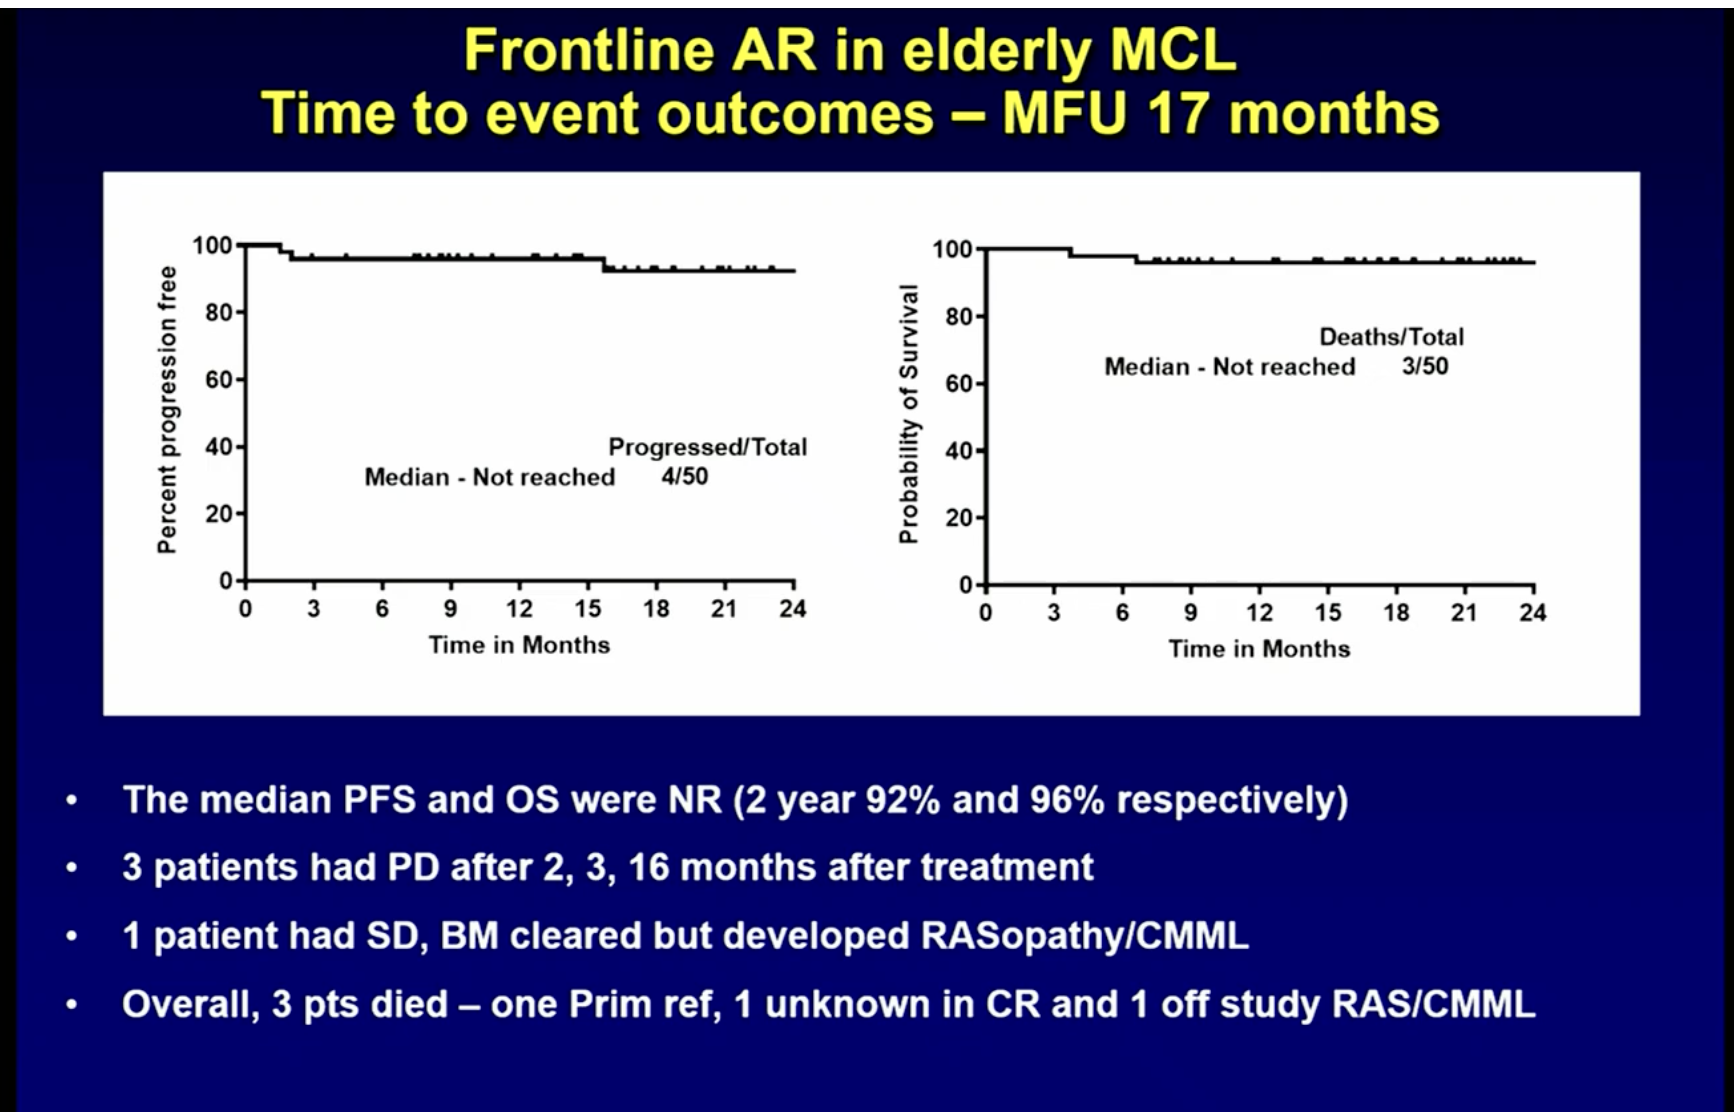 Frontline AR in elderly MCL
Time to event outcomes – MFU 17 months
Percent progression free
100
80
60
40
20
0
Progressed/Total
Median - Not reached 4/50
0 3 6 9 12 15 18 21 24
Time in Months
Probability of Survival
100
80
60
40
20
0
Deaths/Total
Median - Not reached 3/50
0 3 6 9 12 15 18 21 24
Time in Months
• The median PFS and OS were NR (2 year 92% and 96% respectively)
• 3 patients had PD after 2, 3, 16 months after treatment
• 1 patient had SD, BM cleared but developed RASopathy/CMML
• Overall, 3 pts died – one Prim ref, 1 unknown in CR and 1 off study RAS/CMML